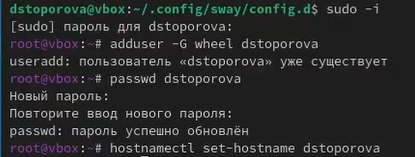 dstoporova@vbox:~/.config/sway/config.d$ sudo -i
[sudo] пароль для dstoporova:
root@vbox:~# adduser -G wheel dstoporova
useradd: пользователь «dstoporova» уже существует
root@vbox:~# passwd dstoporova
Новый пароль:
Повторите ввод нового пароля:
passwd: пароль успешно обновлён
root@vbox:~# hostnamectl set-hostname dstoporova